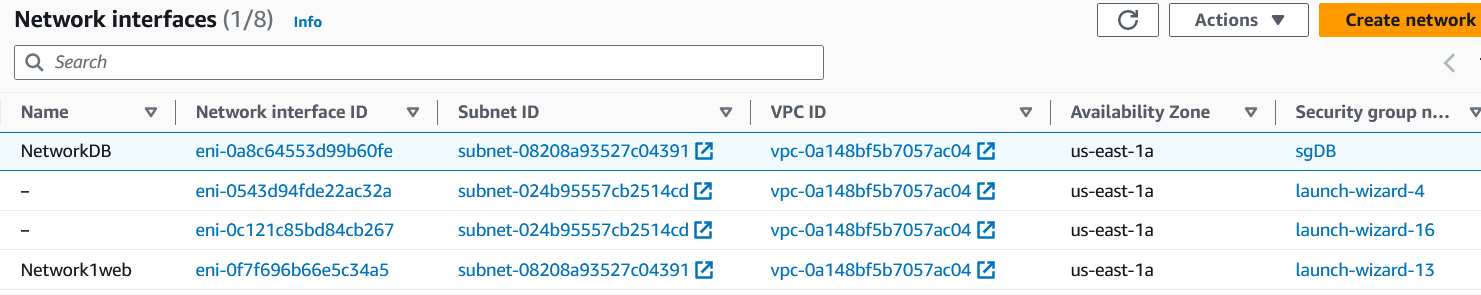 Network interfaces (1/8) Info Actions Create network
Search
Name Network interface ID Subnet ID VPC ID Availability Zone Security group n...
NetworkDB eni-0a8c64553d99b60fe subnet-08208a93527c04391 vpc-0a148bf5b7057ac04 us-east-1a sgDB
– eni-0543d94fde22ac32a subnet-024b95557cb2514cd vpc-0a148bf5b7057ac04 us-east-1a launch-wizard-4
– eni-0c121c85bd84cb267 subnet-024b95557cb2514cd vpc-0a148bf5b7057ac04 us-east-1a launch-wizard-16
Network1web eni-0f7f696b66e5c34a5 subnet-08208a93527c04391 vpc-0a148bf5b7057ac04 us-east-1a launch-wizard-13